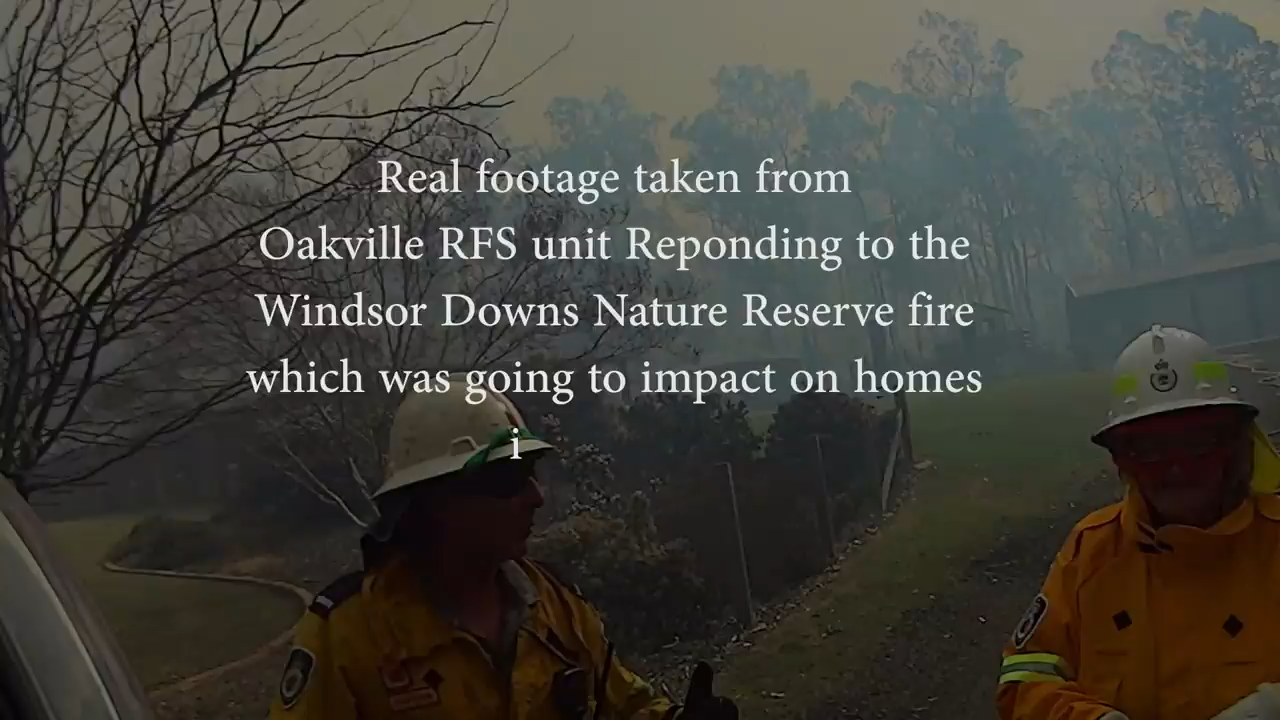 Real footage taken from
Oakville RFS unit Reponding to the
Windsor Downs Nature Reserve fire
which was going to impact on homes
i